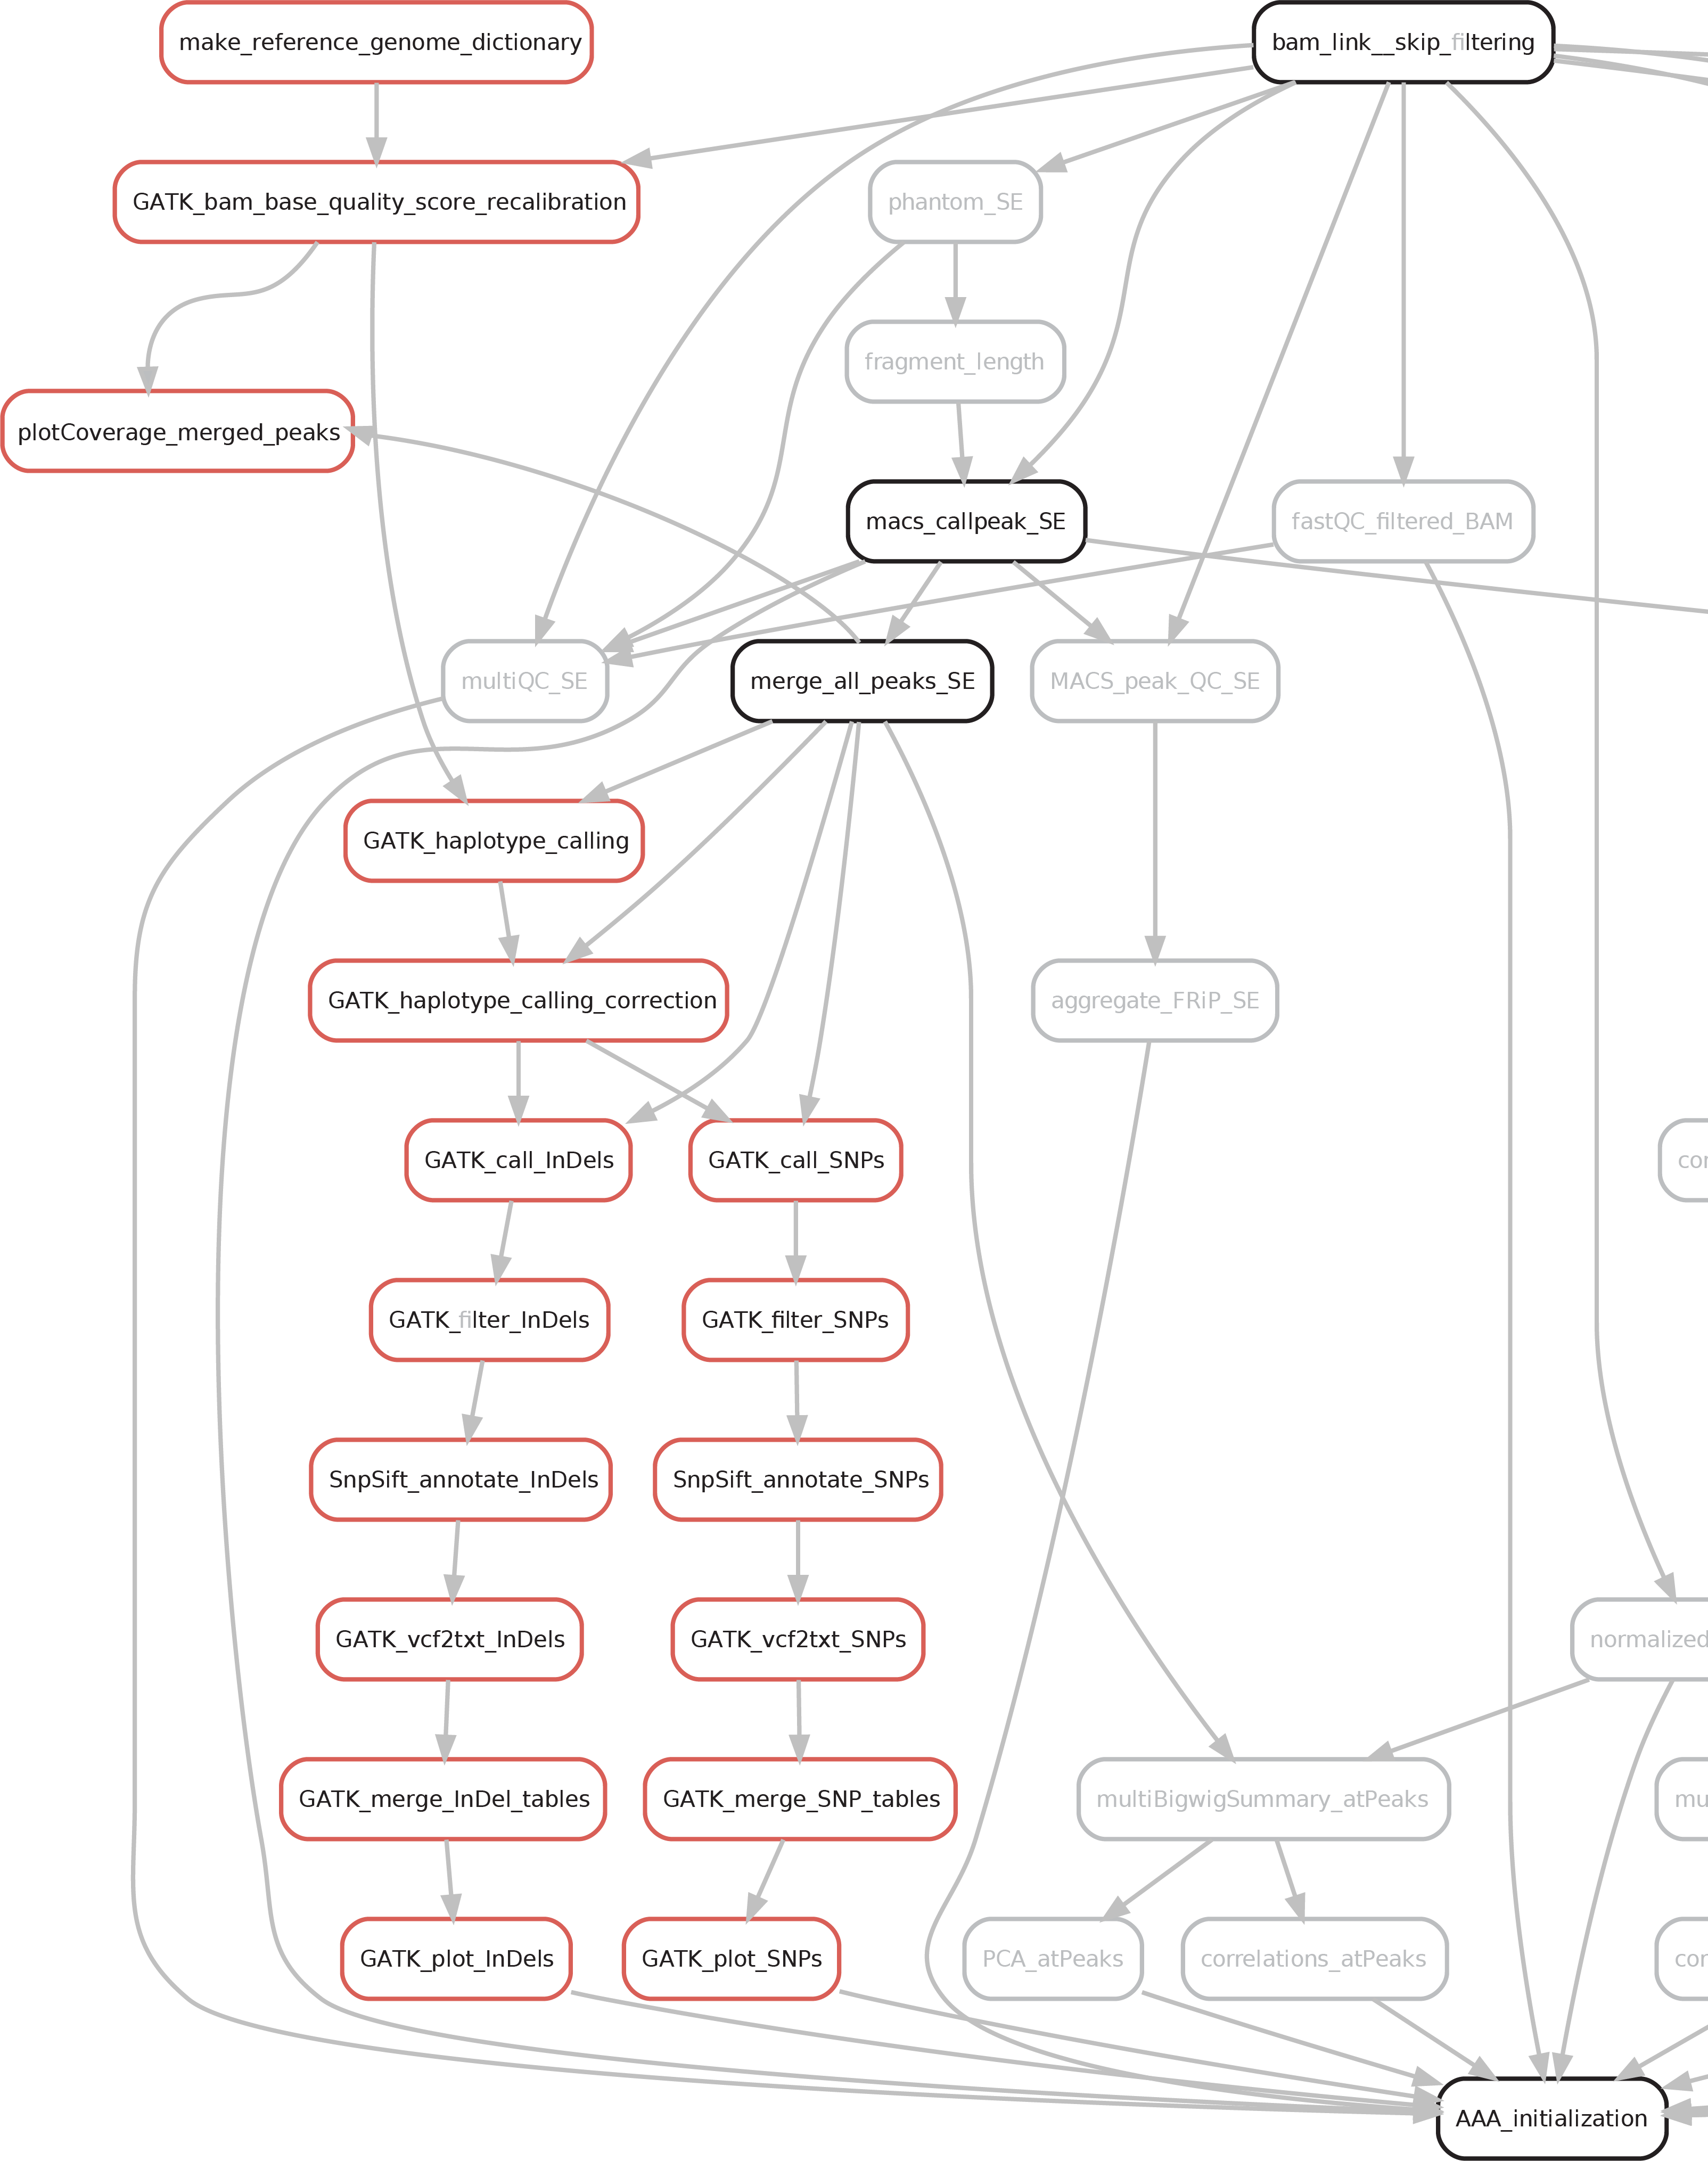 make_reference_genome_dictionary
bam_link__skip_filtering
GATK_bam_base_quality_score_recalibration
phantom_SE
fragment_length
plotCoverage_merged_peaks
macs_callpeak_SE
fastQC_filtered_BAM
multiQC_SE
merge_all_peaks_SE
MACS_peak_QC_SE
GATK_haplotype_calling
GATK_haplotype_calling_correction
aggregate_FRiP_SE
GATK_call_InDels
GATK_call_SNPs
cor
GATK_filter_InDels
GATK_filter_SNPs
SnpSift_annotate_InDels
SnpSift_annotate_SNPs
GATK_vcf2txt_InDels
GATK_vcf2txt_SNPs
normalized
GATK_merge_InDel_tables
GATK_merge_SNP_tables
multiBigwigSummary_atPeaks
mu
GATK_plot_InDels
GATK_plot_SNPs
PCA_atPeaks
correlations_atPeaks
cor
AAA_initialization